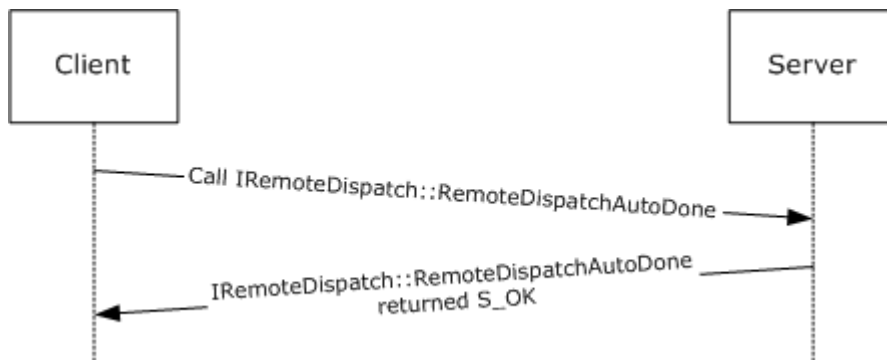 Client
Server
Call IRemoteDispatch::RemoteDispatchAutoDone
IRemoteDispatch::RemoteDispatchAutoDone
returned S_OK